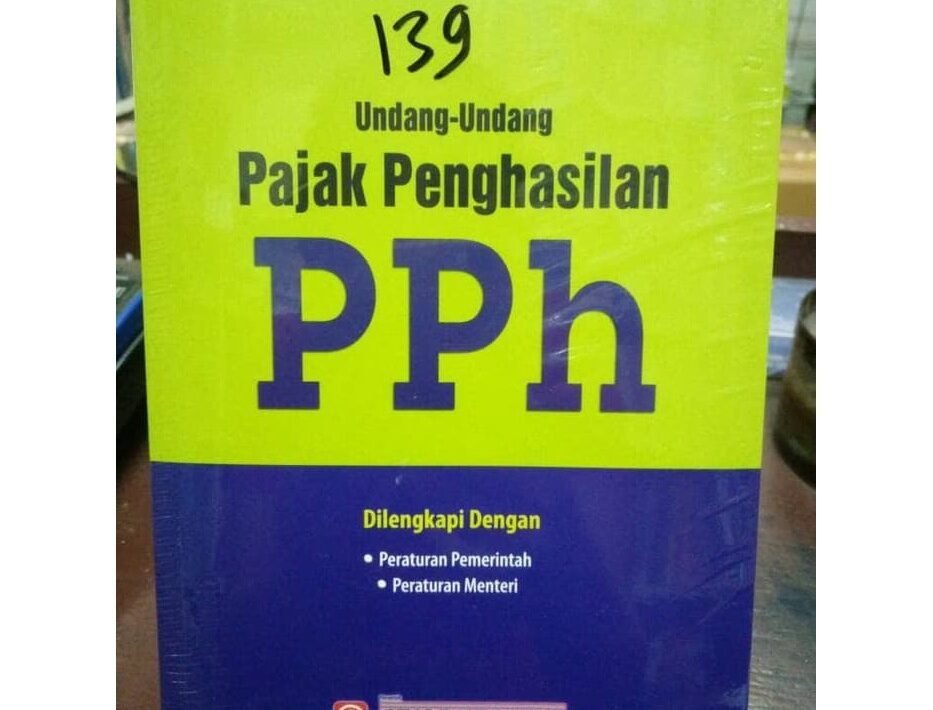 139
Undang-Undang
Pajak Penghasilan
PPh
Dilengkapi Dengan
• Peraturan Pemerintah
• Peraturan Menteri